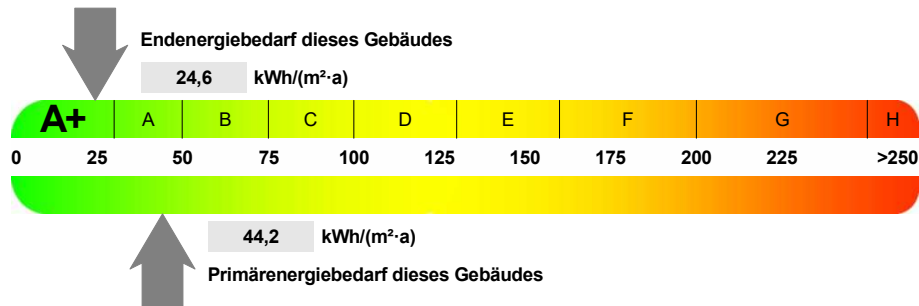 Endenergiebedarf dieses Gebäudes
24,6 kWh/(m²·a)
A+ A B C D E F G H
0 25 50 75 100 125 150 175 200 225 >250
44,2 kWh/(m²·a)
Primärenergiebedarf dieses Gebäudes